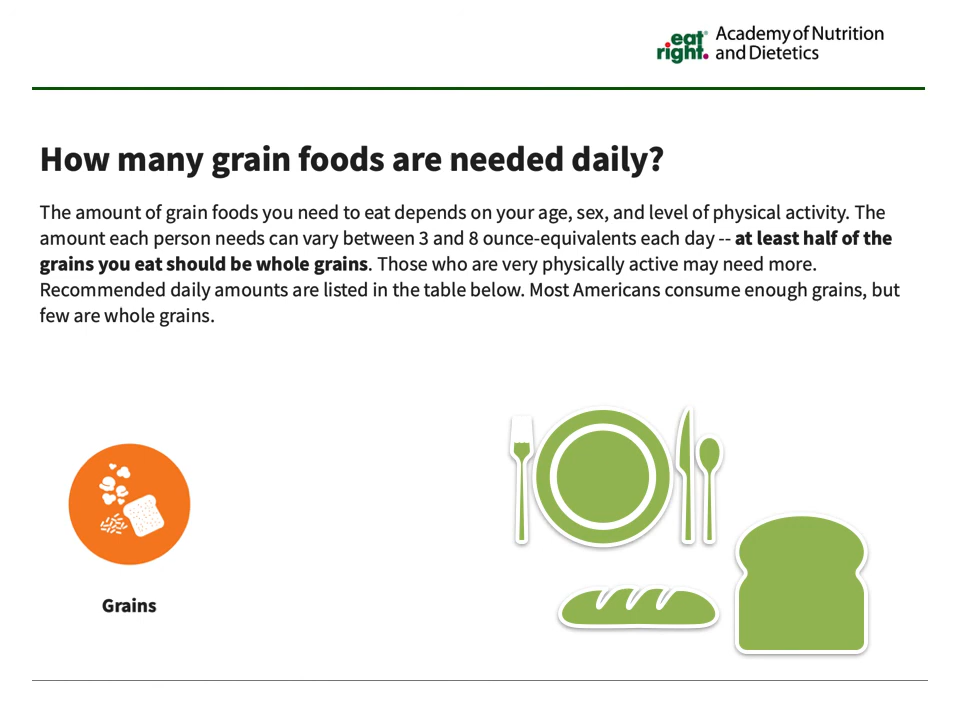 eat right. Academy of Nutrition
and Dietetics
How many grain foods are needed daily?
The amount of grain foods you need to eat depends on your age, sex, and level of physical activity. The
amount each person needs can vary between 3 and 8 ounce-equivalents each day -- at least half of the
grains you eat should be whole grains. Those who are very physically active may need more.
Recommended daily amounts are listed in the table below. Most Americans consume enough grains, but
few are whole grains.
Grains